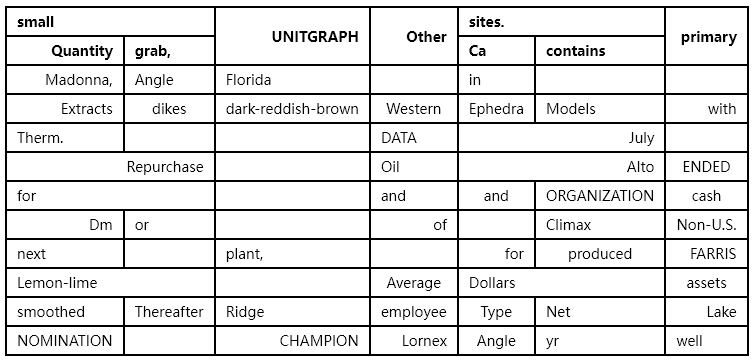 small UNITGRAPH Other sites. primary
Quantity grab, Ca contains
Madonna, Angle Florida in
Extracts dikes dark-reddish-brown Western Ephedra Models with
Therm. DATA July
Repurchase Oil Alto ENDED
for and and ORGANIZATION cash
Dm or of Climax Non-U.S.
next plant, for produced FARRIS
Lemon-lime Average Dollars assets
smoothed Thereafter Ridge employee Type Net Lake
NOMINATION CHAMPION Lornex Angle yr well